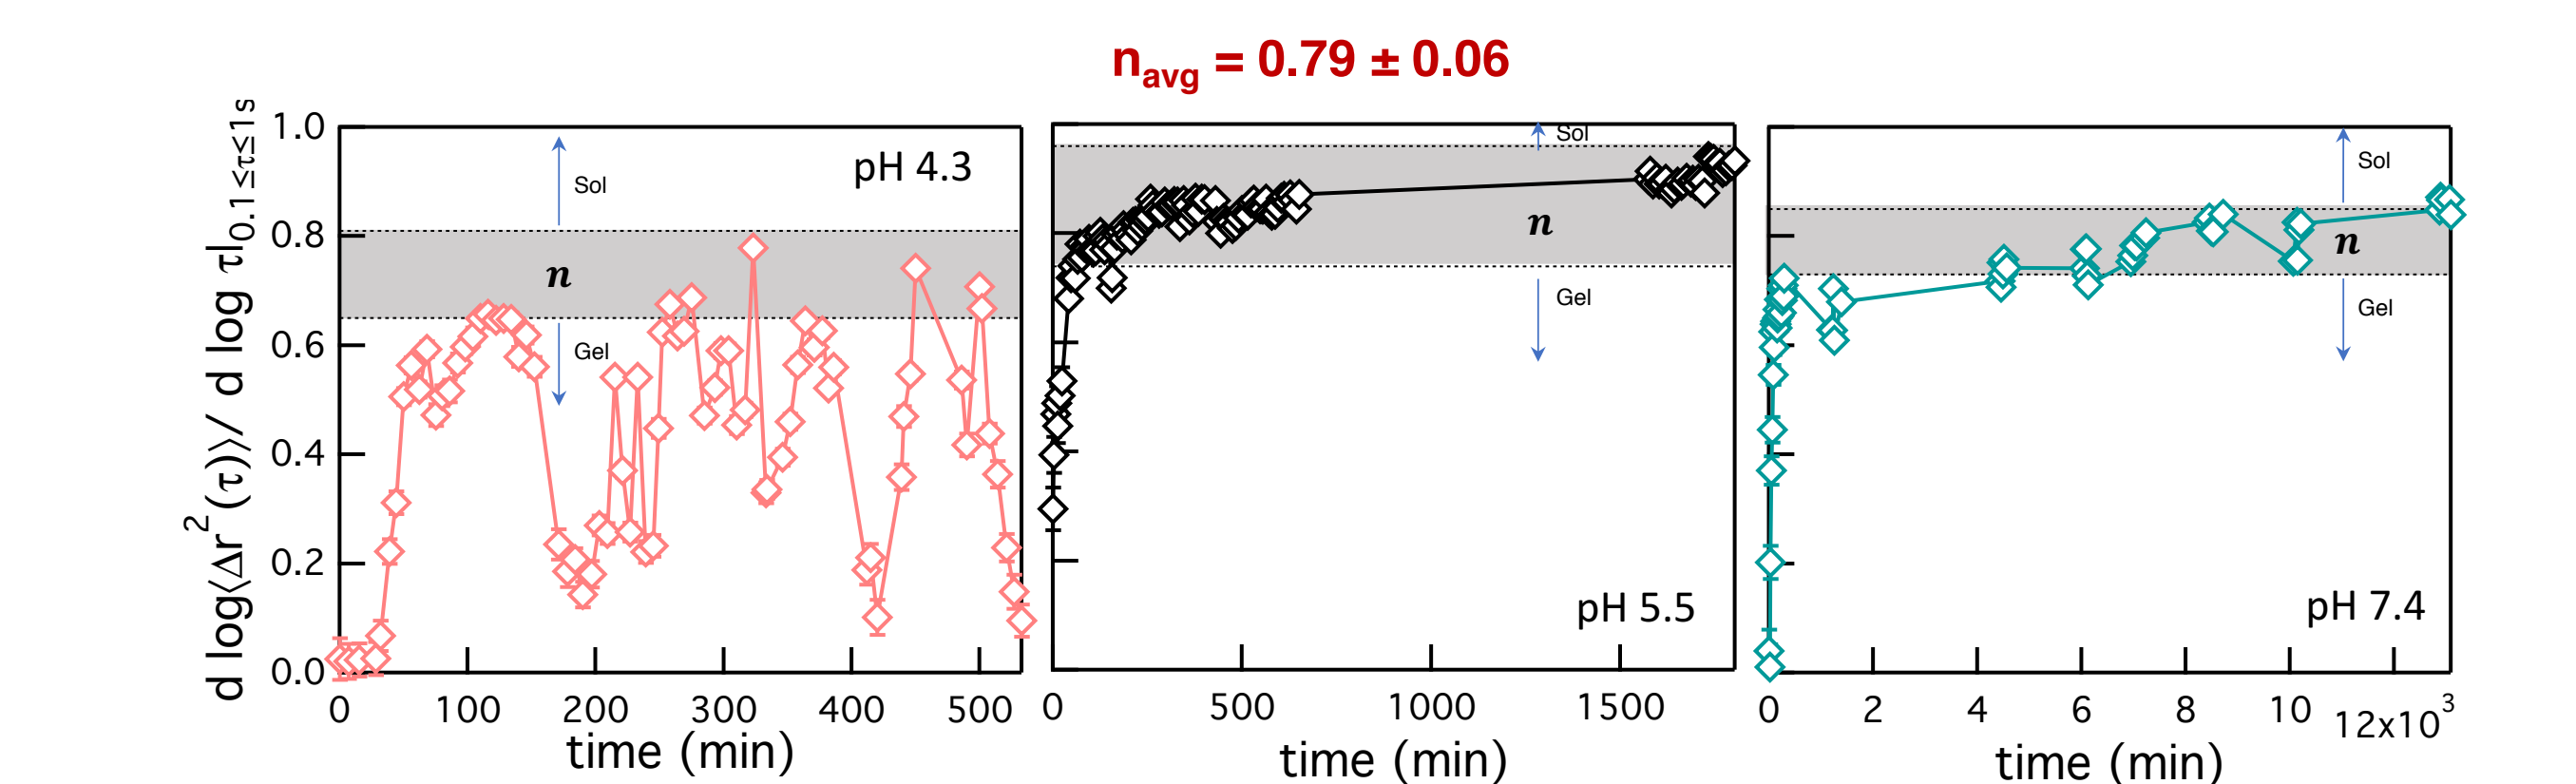 n_avg = 0.79 ± 0.06
d log⟨Δr²(τ)⟩/ d log τ|0.1≤τ≤1s
1.0
0.8
0.6
0.4
0.2
0.0
Sol
pH 4.3
n
Gel
0 100 200 300 400 500
time (min)
Sol
n
Gel
pH 5.5
0 500 1000 1500
time (min)
Sol
n
Gel
pH 7.4
0 2 4 6 8 10 12x10³
time (min)